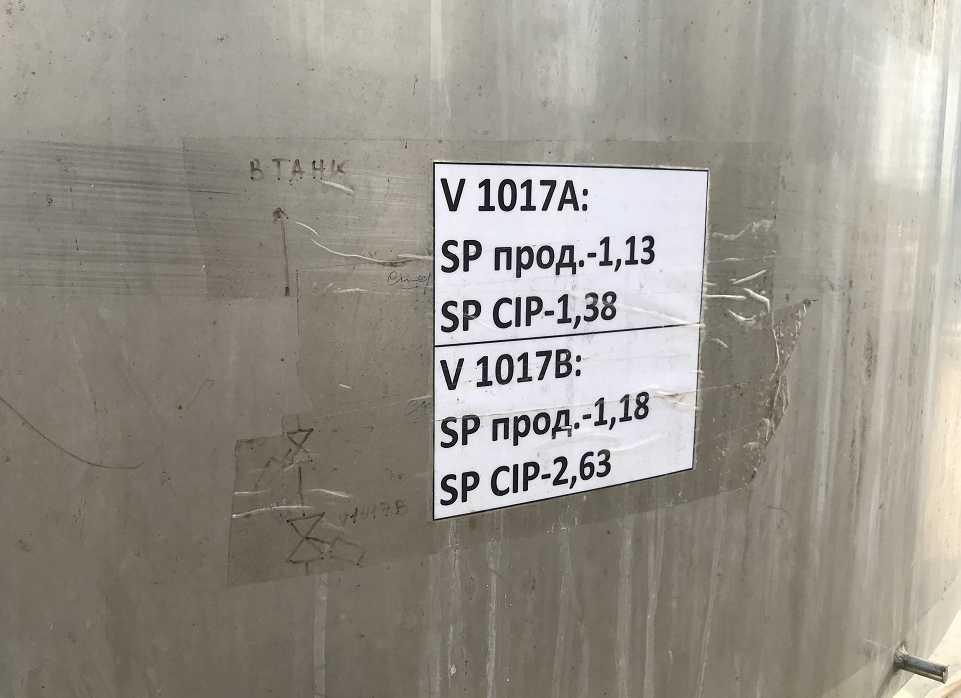 В ТАНК
V 1017A:
SP прод.-1,13
SP CIP-1,38
V 1017B:
SP прод.-1,18
SP CIP-2,63
V1017Б